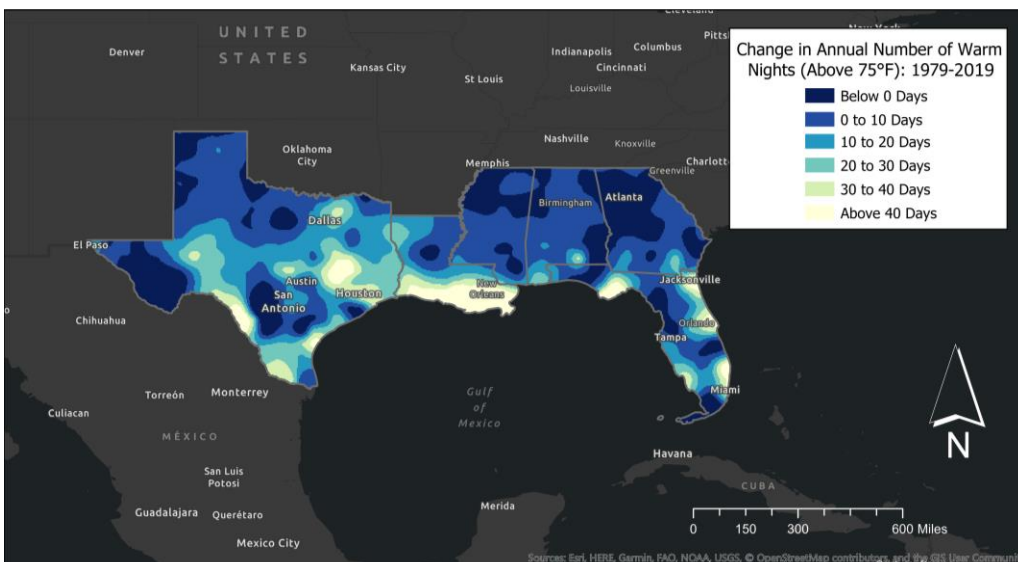 Cleveland
New York
UNITED
STATES
Denver
Pitts
Indianapolis
Columbus
Kansas City
Cincinnati
St Louis
Louisville
Nashville
Knoxville
Oklahoma
City
Memphis
Charlotte
Greenville
Birmingham
Atlanta
Dallas
El Paso
Jacksonville
Austin
San
Antonio
Houston
New
Orleans
Chihuahua
Orlando
Tampa
Torreón
Monterrey
Miami
Gulf
of
Mexico
Culiacan
MÉXICO
Havana
San Luis
Potosi
CUBA
Merida
Guadalajara
Querétaro
Mexico City
Change in Annual Number of Warm
Nights (Above 75°F): 1979-2019
Below 0 Days
0 to 10 Days
10 to 20 Days
20 to 30 Days
30 to 40 Days
Above 40 Days
N
0 150 300 600 Miles
Sources: Esri, HERE, Garmin, FAO, NOAA, USGS, © OpenStreetMap contributors, and the GIS User Communi